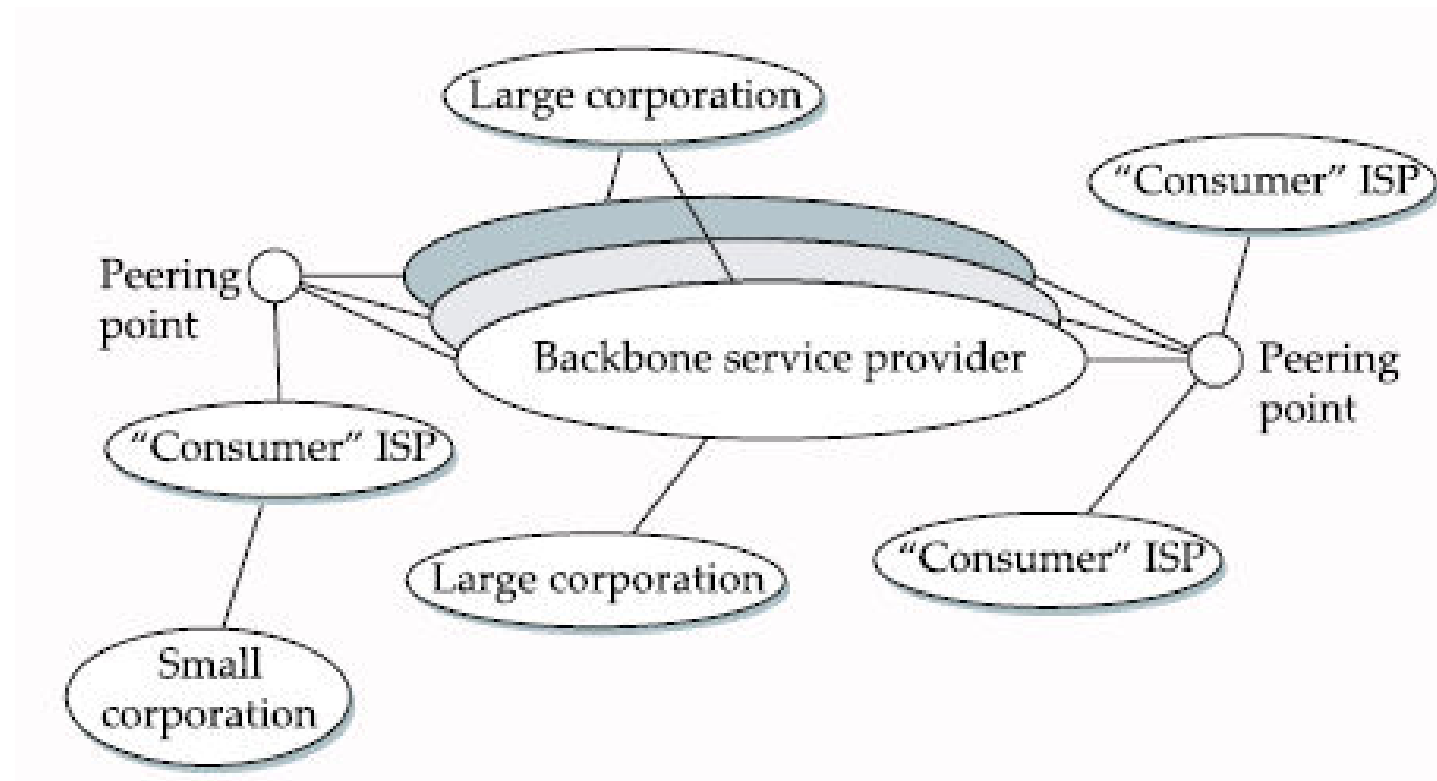 Large corporation
“Consumer” ISP
Peering
point
Backbone service provider
Peering
point
“Consumer” ISP
Large corporation
“Consumer” ISP
Small
corporation